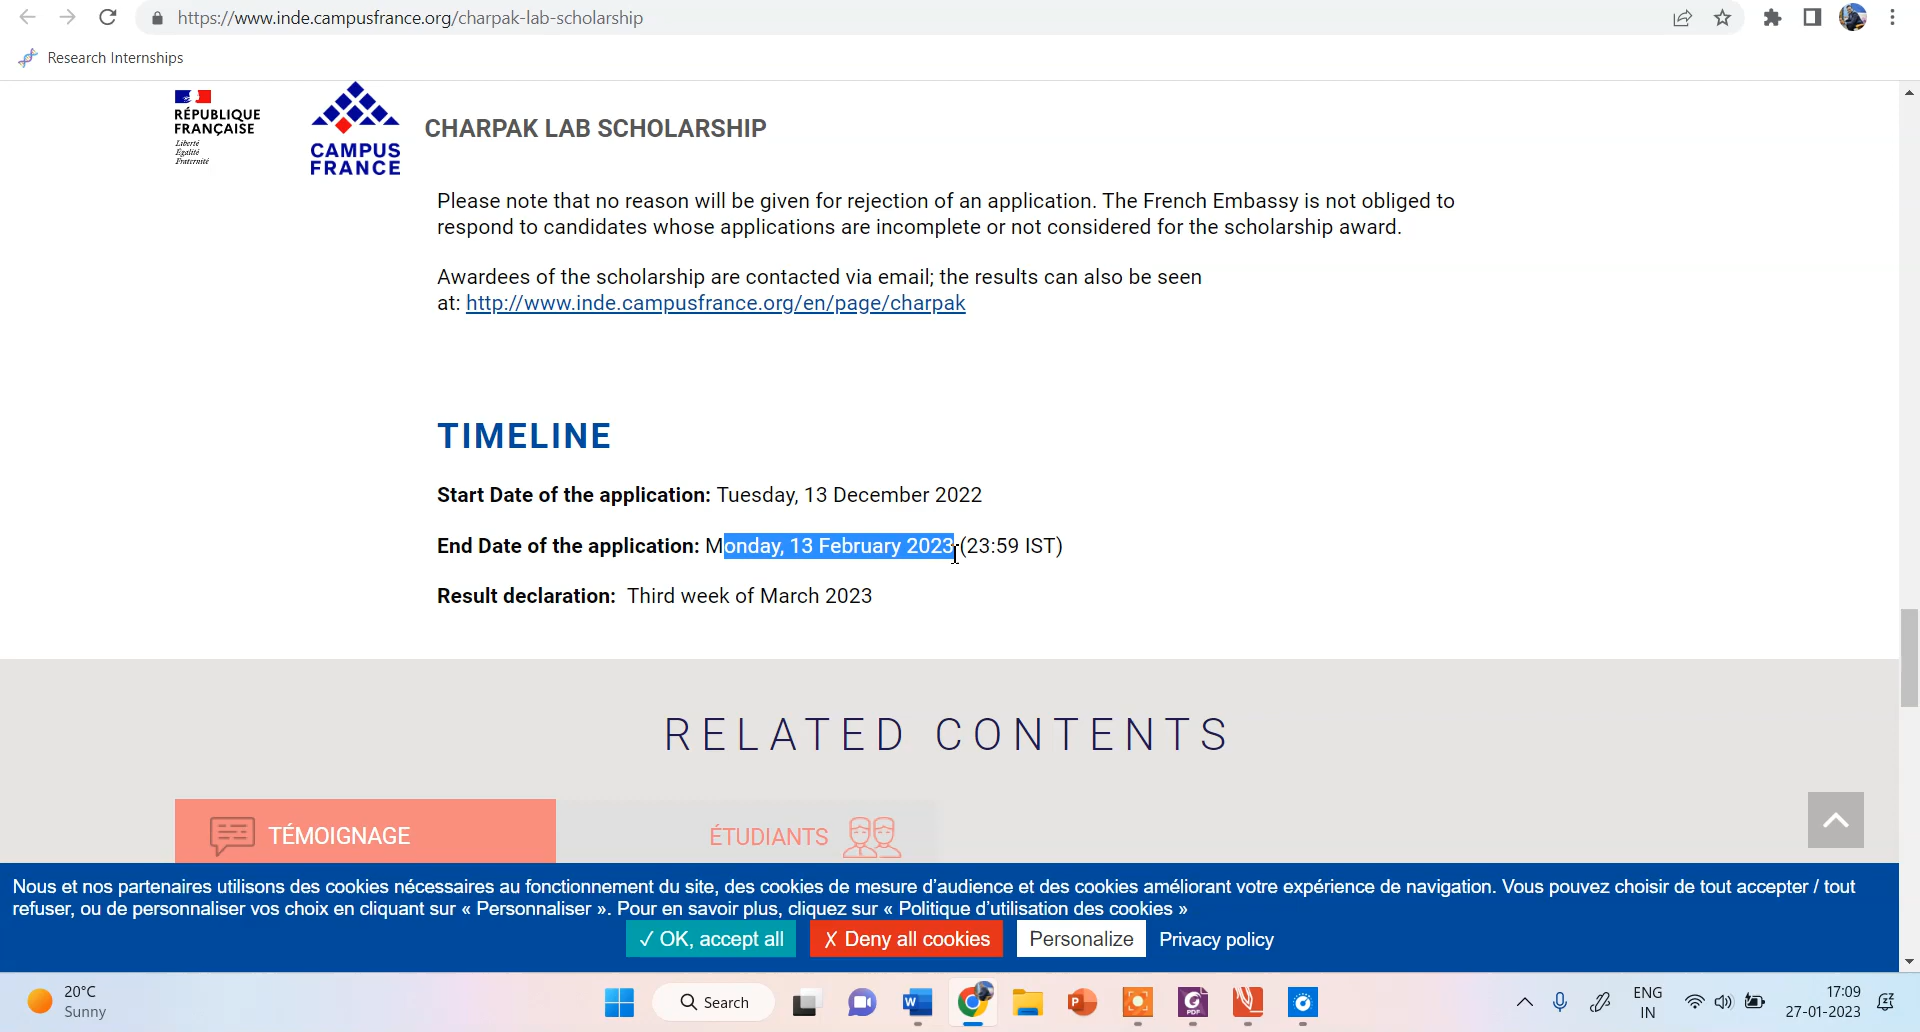 https://www.inde.campusfrance.org/charpak-lab-scholarship
Research Internships
RÉPUBLIQUE
FRANÇAISE
Liberté
Égalité
Fraternité
CAMPUS
FRANCE
CHARPAK LAB SCHOLARSHIP
Please note that no reason will be given for rejection of an application. The French Embassy is not obliged to
respond to candidates whose applications are incomplete or not considered for the scholarship award.
Awardees of the scholarship are contacted via email; the results can also be seen
at: http://www.inde.campusfrance.org/en/page/charpak
TIMELINE
Start Date of the application: Tuesday, 13 December 2022
End Date of the application: Monday, 13 February 2023 (23:59 IST)
Result declaration: Third week of March 2023
RELATED CONTENTS
TÉMOIGNAGE
ÉTUDIANTS
Nous et nos partenaires utilisons des cookies nécessaires au fonctionnement du site, des cookies de mesure d'audience et des cookies améliorant votre expérience de navigation. Vous pouvez choisir de tout accepter / tout
refuser, ou de personnaliser vos choix en cliquant sur « Personnaliser ». Pour en savoir plus, cliquez sur « Politique d'utilisation des cookies »
✓ OK, accept all
✗ Deny all cookies
Personalize
Privacy policy
20°C
Sunny
Search
W
P
PDF
ENG
IN
17:09
27-01-2023